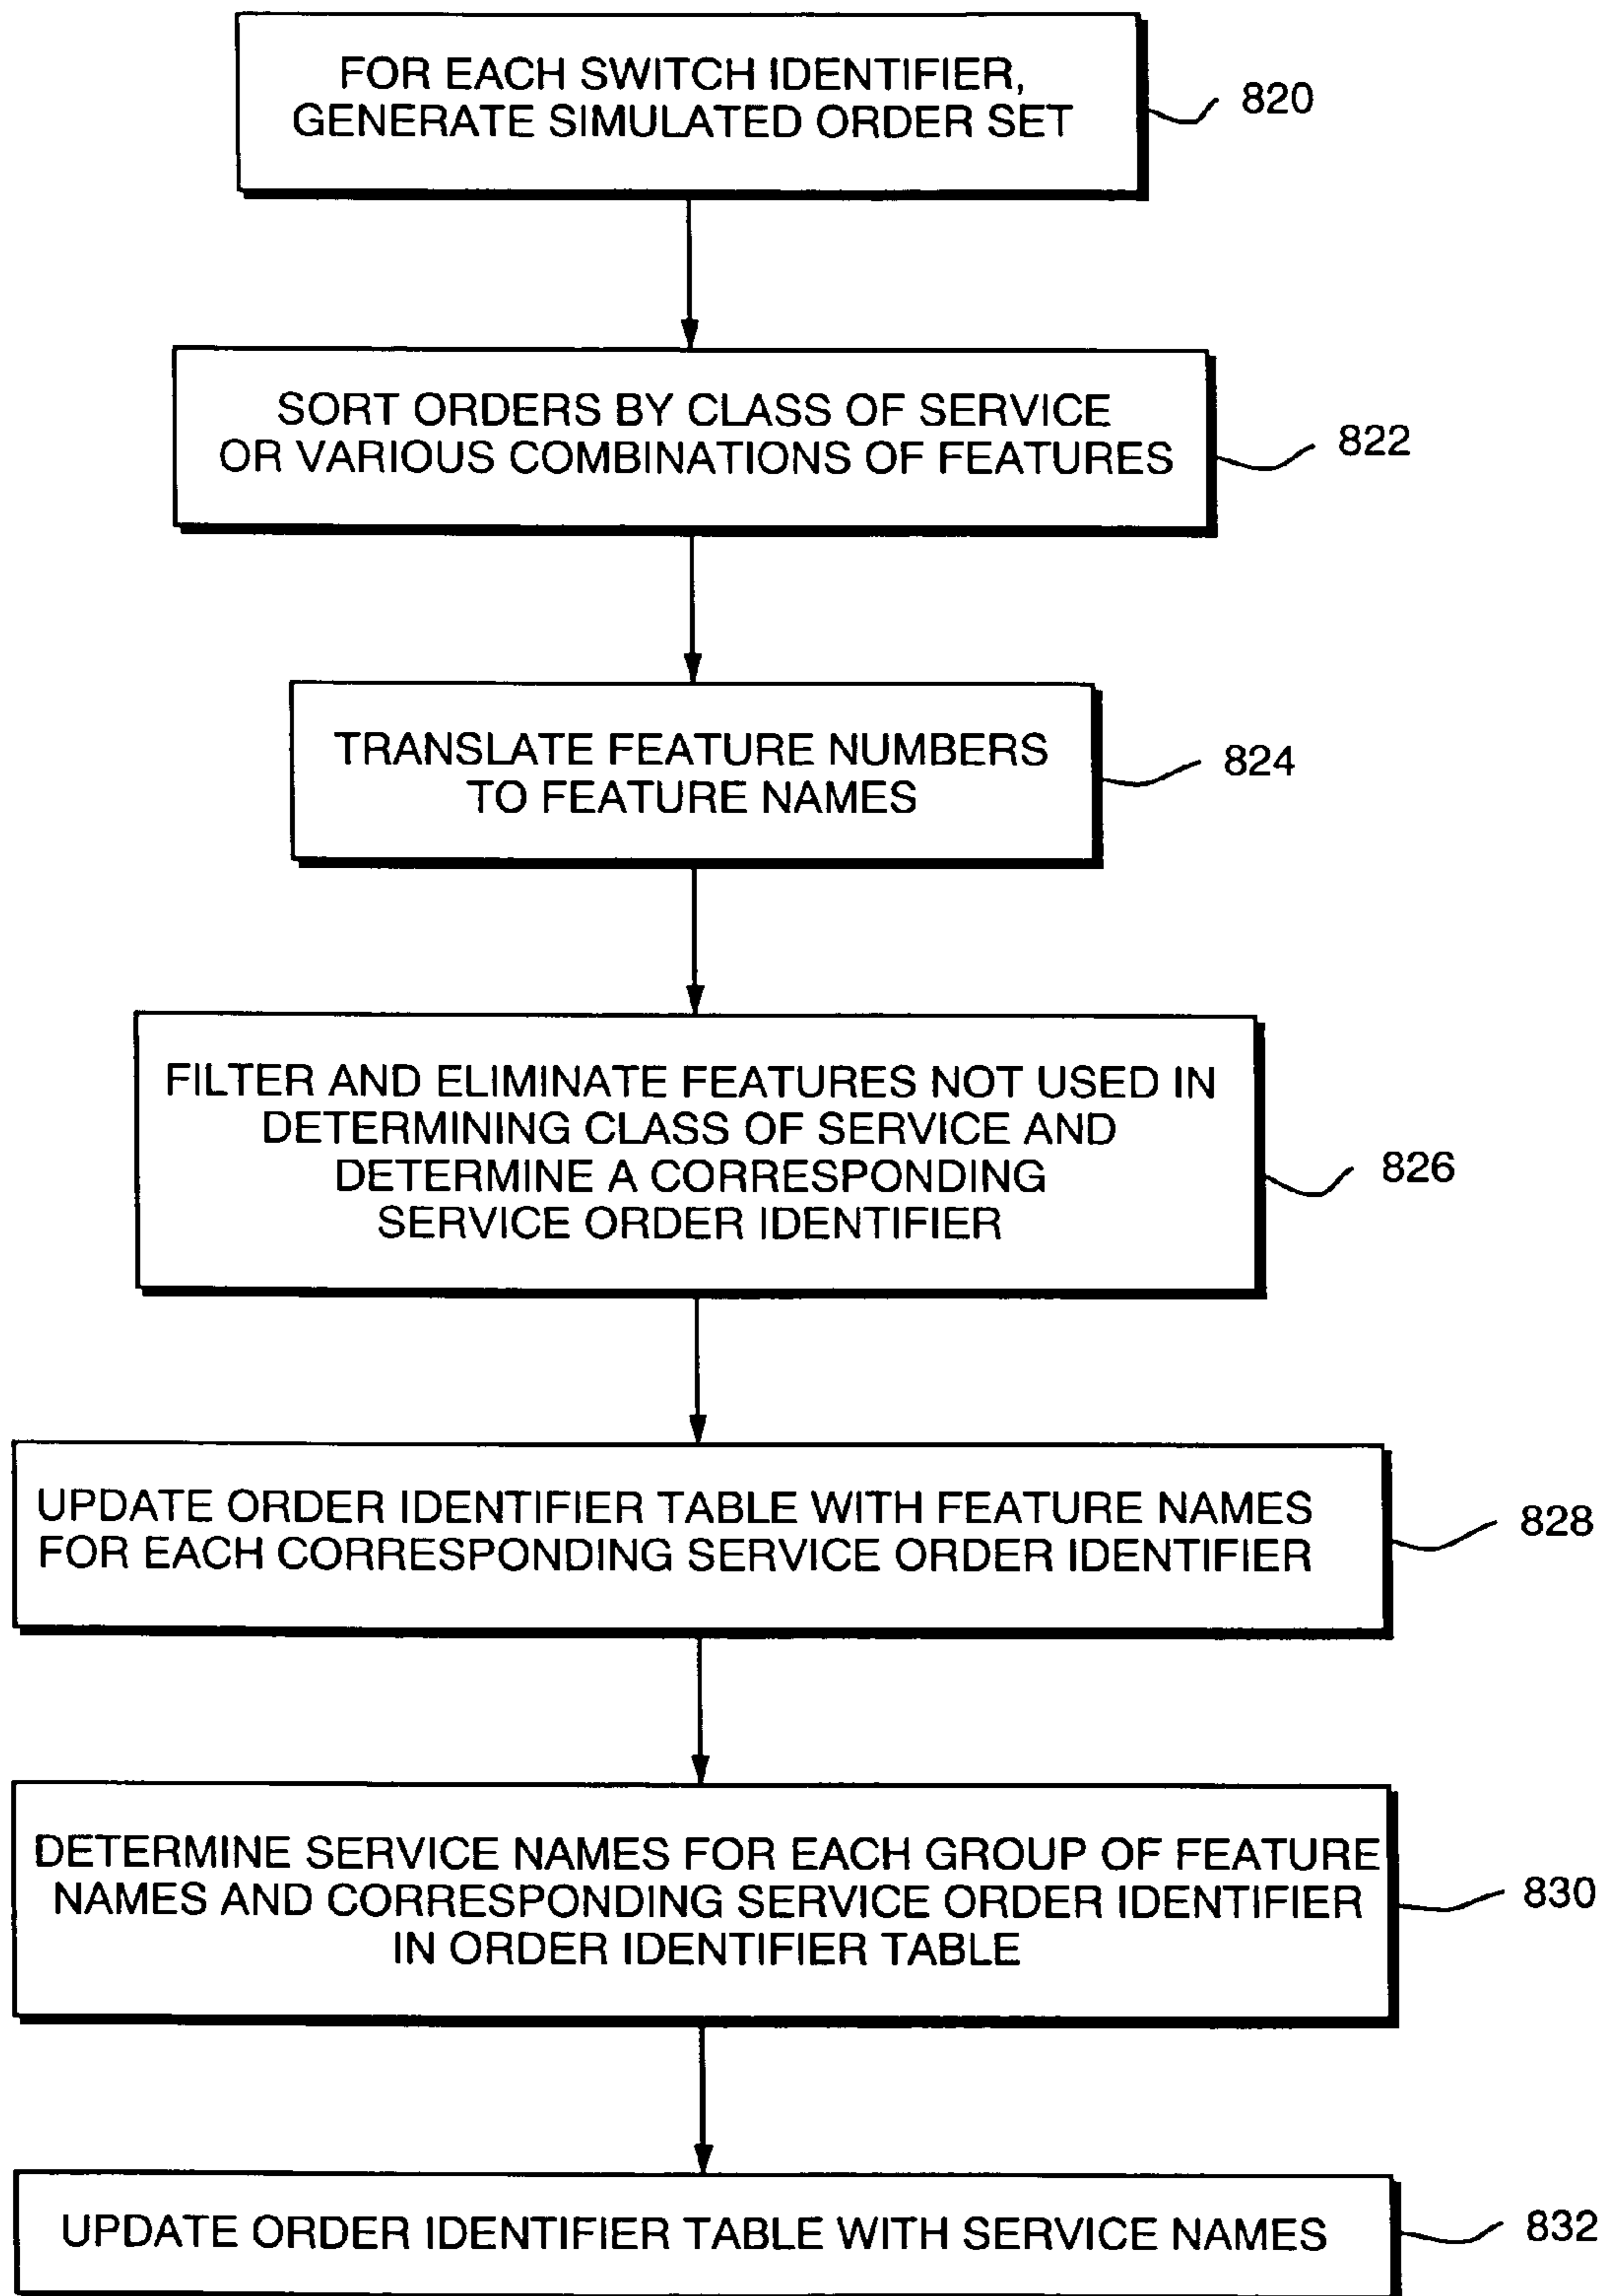 FOR EACH SWITCH IDENTIFIER,
GENERATE SIMULATED ORDER SET
820
SORT ORDERS BY CLASS OF SERVICE
OR VARIOUS COMBINATIONS OF FEATURES
822
TRANSLATE FEATURE NUMBERS
TO FEATURE NAMES
824
FILTER AND ELIMINATE FEATURES NOT USED IN
DETERMINING CLASS OF SERVICE AND
DETERMINE A CORRESPONDING
SERVICE ORDER IDENTIFIER
826
UPDATE ORDER IDENTIFIER TABLE WITH FEATURE NAMES
FOR EACH CORRESPONDING SERVICE ORDER IDENTIFIER
828
DETERMINE SERVICE NAMES FOR EACH GROUP OF FEATURE
NAMES AND CORRESPONDING SERVICE ORDER IDENTIFIER
IN ORDER IDENTIFIER TABLE
830
UPDATE ORDER IDENTIFIER TABLE WITH SERVICE NAMES
832